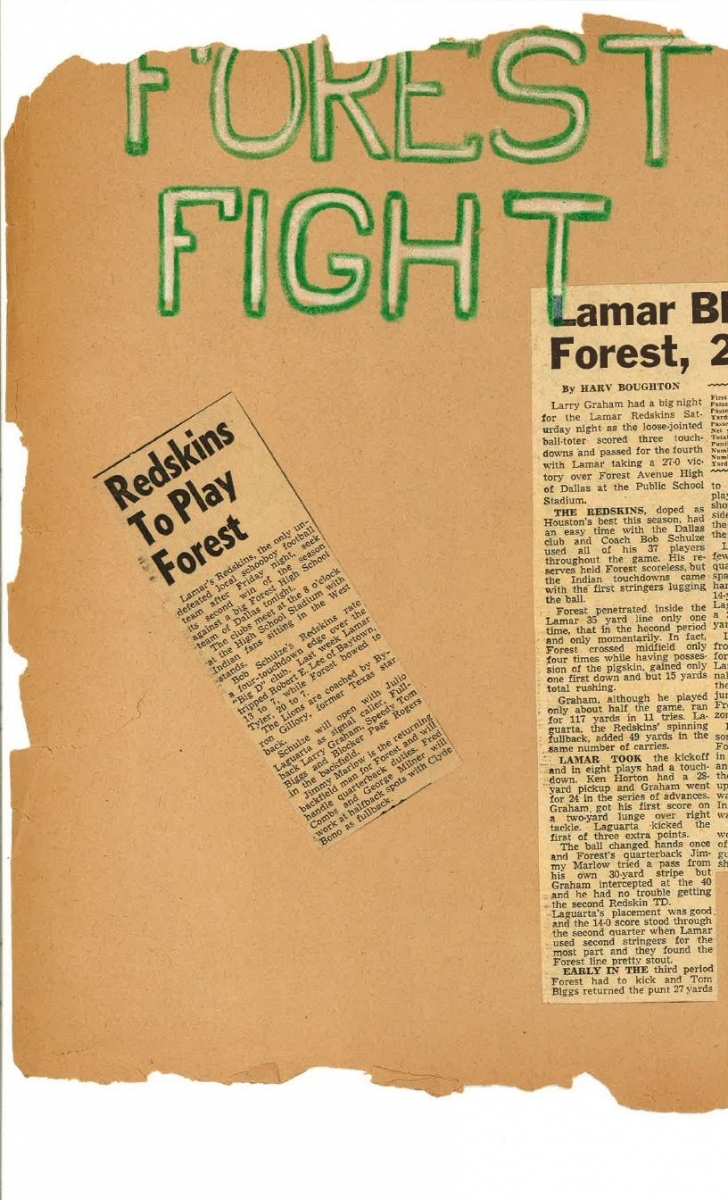 FOREST
FIGHT
Redskins
To Play
Forest
Lamar's Redskins, the only un-
defeated local schoolboy football
team after Friday night, seek
its second win of the season
against a big Forest High School
team of Dallas tonight.
The clubs meet at the 8 o'clock
at the High School Stadium with
Indian fans sitting in the West
stands.
Bob Schulze's Redskins rate
a four-touchdown edge over the
"Big D" club. Last week Lamar
tripped Robert E. Lee of Baytown,
13 to 7, while Forest bowed to
Tyler, 20 to 7.
The Lions are coached by By-
ron Gillory, former Texas star
back.
Schulze will open with Julio
Laguarta as signal caller, Full-
back Larry Graham, Speedy Tom
Biggs and Blocker Page Rogers
in the backfield.
Jimmy Marlow is the returning
backfield man for Forest and will
handle quarterback duties. Fred
Combs and George Milner will
work at halfback spots with Clyde
Bono as fullback.
Lamar Bl
Forest, 2
By HARV BOUGHTON
Larry Graham had a big night
for the Lamar Redskins Sat-
urday night as the loose-jointed
ball-toter scored three touch-
downs and passed for the fourth
with Lamar taking a 27-0 vic-
tory over Forest Avenue High
of Dallas at the Public School
Stadium.
THE REDSKINS, doped as
Houston's best this season, had
an easy time with the Dallas
club and Coach Bob Schulze
used all of his 37 players
throughout the game. His re-
serves held Forest scoreless, but
the Indian touchdowns came
with the first stringers lugging
the ball.
Forest penetrated inside the
Lamar 35 yard line only one
time, that in the hecond period
and only momentarily. In fact,
Forest crossed midfield only
four times while having posses-
sion of the pigskin, gained only
one first down and but 15 yards
total rushing.
Graham, although he played
only about half the game, ran
for 117 yards in 11 tries. La-
guarta, the Redskins' spinning
fullback, added 49 yards in the
same number of carries.
LAMAR TOOK the kickoff
and in eight plays had a touch-
down. Ken Horton had a 28-
yard pickup and Graham went
for 24 in the series of advances.
Graham got his first score on
a two-yard lunge over right
tackle. Laguarta kicked the
first of three extra points.
The ball changed hands once
and Forest's quarterback Jim-
my Marlow tried a pass from
his own 30-yard stripe but
Graham intercepted at the 40
and he had no trouble getting
the second Redskin TD.
Laguarta's placement was good
and the 14-0 score stood through
the second quarter when Lamar
used second stringers for the
most part and they found the
Forest line pretty stout.
EARLY IN THE third period
Forest had to kick and Tom
Biggs returned the punt 27 yards